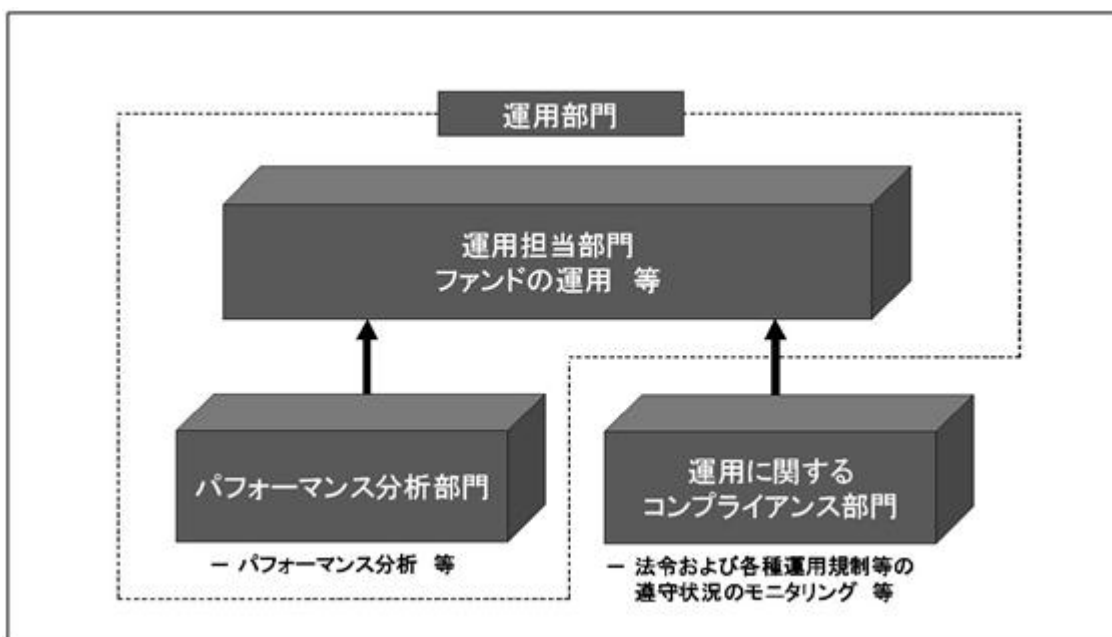 運用部門
運用担当部門
ファンドの運用　等
パフォーマンス分析部門
－ パフォーマンス分析　等
運用に関する
コンプライアンス部門
－ 法令および各種運用規制等の
遵守状況のモニタリング　等